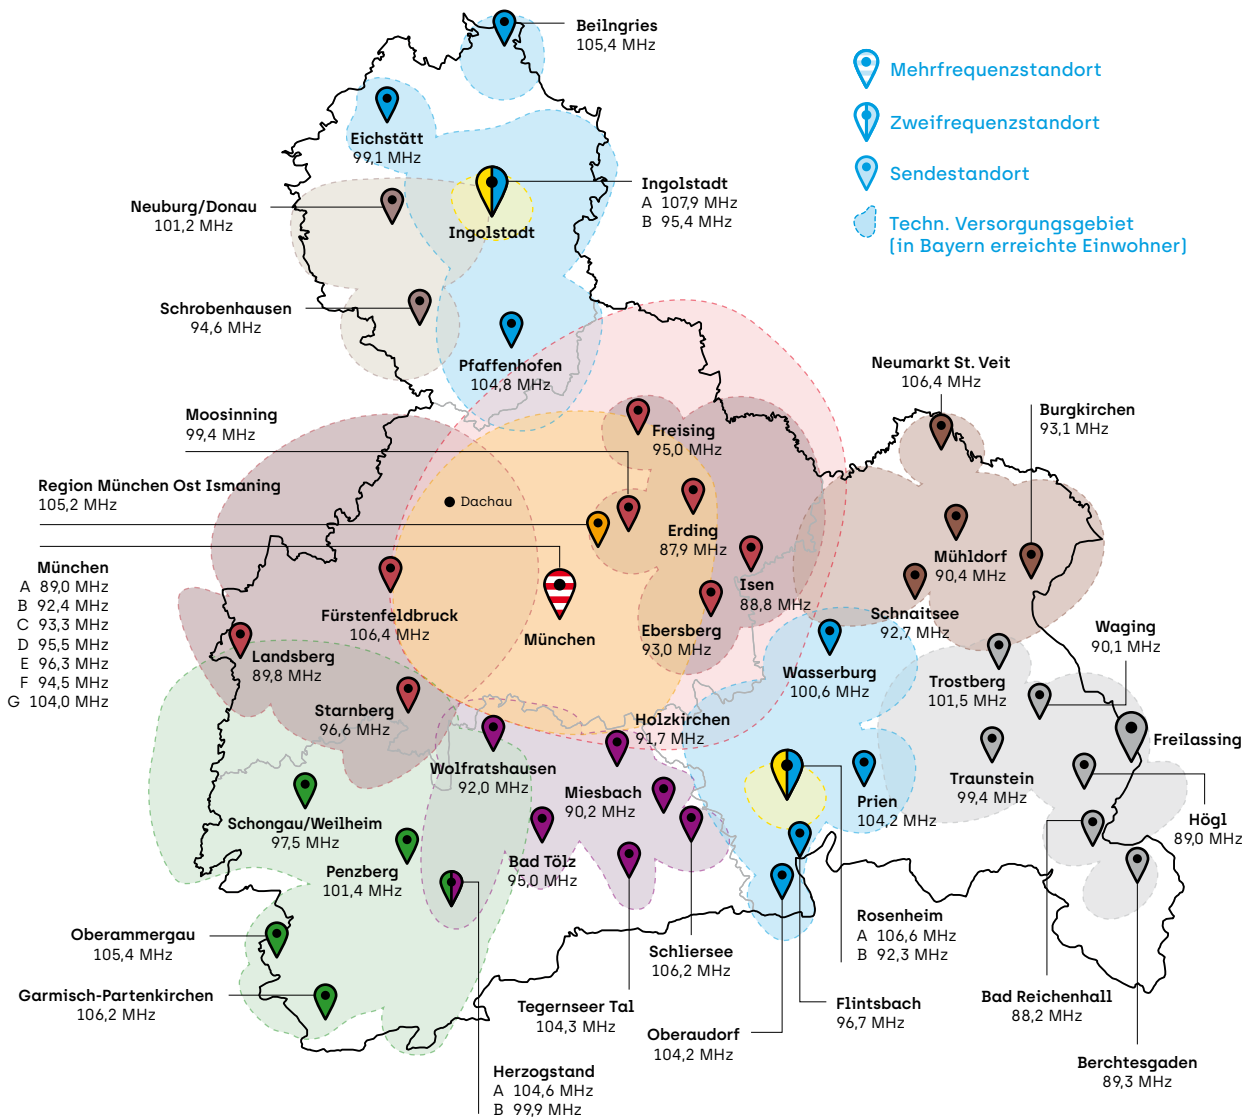 Beilngries
105,4 MHz
Mehrfrequenzstandort
Zweifrequenzstandort
Sendestandort
Techn. Versorgungsgebiet
(in Bayern erreichte Einwohner)
Eichstätt
99,1 MHz
Ingolstadt
A 107,9 MHz
B 95,4 MHz
Neuburg/Donau
101,2 MHz
Ingolstadt
Schrobenhausen
94,6 MHz
Pfaffenhofen
104,8 MHz
Neumarkt St. Veit
106,4 MHz
Burgkirchen
93,1 MHz
Moosinning
99,4 MHz
Freising
95,0 MHz
Region München Ost Ismaning
105,2 MHz
Dachau
Erding
87,9 MHz
Mühldorf
90,4 MHz
München
A 89,0 MHz
B 92,4 MHz
C 93,3 MHz
D 95,5 MHz
E 96,3 MHz
F 94,5 MHz
G 104,0 MHz
Isen
88,8 MHz
Fürstenfeldbruck
106,4 MHz
München
Ebersberg
93,0 MHz
Schnaitsee
92,7 MHz
Waging
90,1 MHz
Landsberg
89,8 MHz
Wasserburg
100,6 MHz
Trostberg
101,5 MHz
Starnberg
96,6 MHz
Holzkirchen
91,7 MHz
Freilassing
Wolfratshausen
92,0 MHz
Miesbach
90,2 MHz
Traunstein
99,4 MHz
Prien
104,2 MHz
Högl
89,0 MHz
Schongau/Weilheim
97,5 MHz
Penzberg
101,4 MHz
Bad Tölz
95,0 MHz
Oberammergau
105,4 MHz
Rosenheim
A 106,6 MHz
B 92,3 MHz
Schliersee
106,2 MHz
Garmisch-Partenkirchen
106,2 MHz
Tegernseer Tal
104,3 MHz
Flintsbach
96,7 MHz
Bad Reichenhall
88,2 MHz
Oberaudorf
104,2 MHz
Berchtesgaden
89,3 MHz
Herzogstand
A 104,6 MHz
B 99,9 MHz